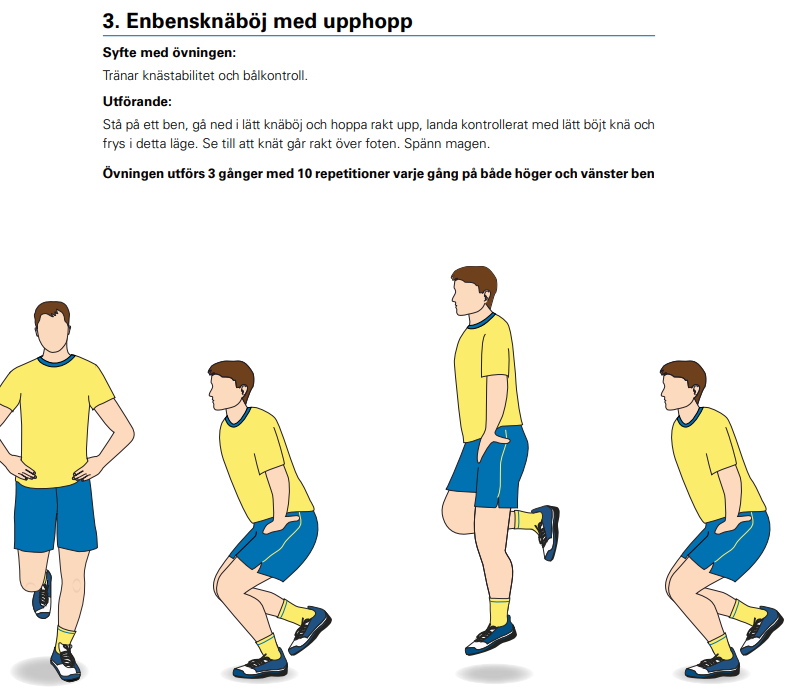 3. Enbensknäböj med upphopp
Syfte med övningen:
Tränar knästabilitet och bålkontroll.
Utförande:
Stå på ett ben, gå ned i lätt knäböj och hoppa rakt upp, landa kontrollerat med lätt böjt knä och
frys i detta läge. Se till att knät går rakt över foten. Spänn magen.
Övningen utförs 3 gånger med 10 repetitioner varje gång på både höger och vänster ben